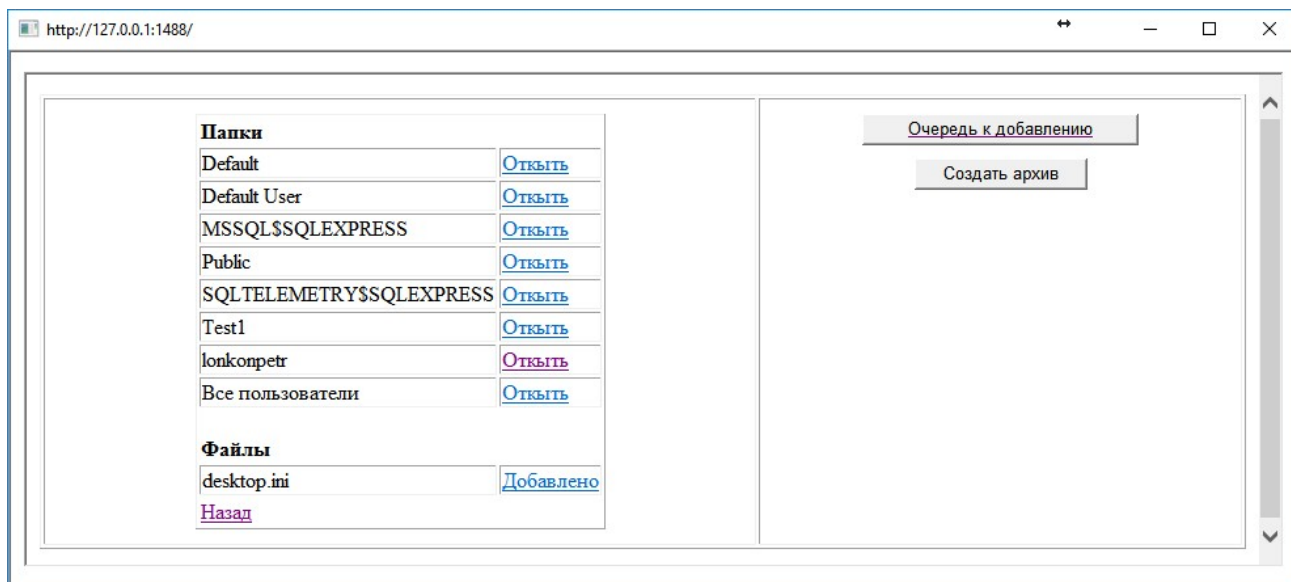 http://127.0.0.1:1488/
Папки
Default Откыть
Default User Откыть
MSSQL$SQLEXPRESS Откыть
Public Откыть
SQLTELEMETRY$SQLEXPRESS Откыть
Test1 Откыть
lonkonpetr Откыть
Все пользователи Откыть
Файлы
desktop.ini Добавлено
Назад
Очередь к добавлению
Создать архив